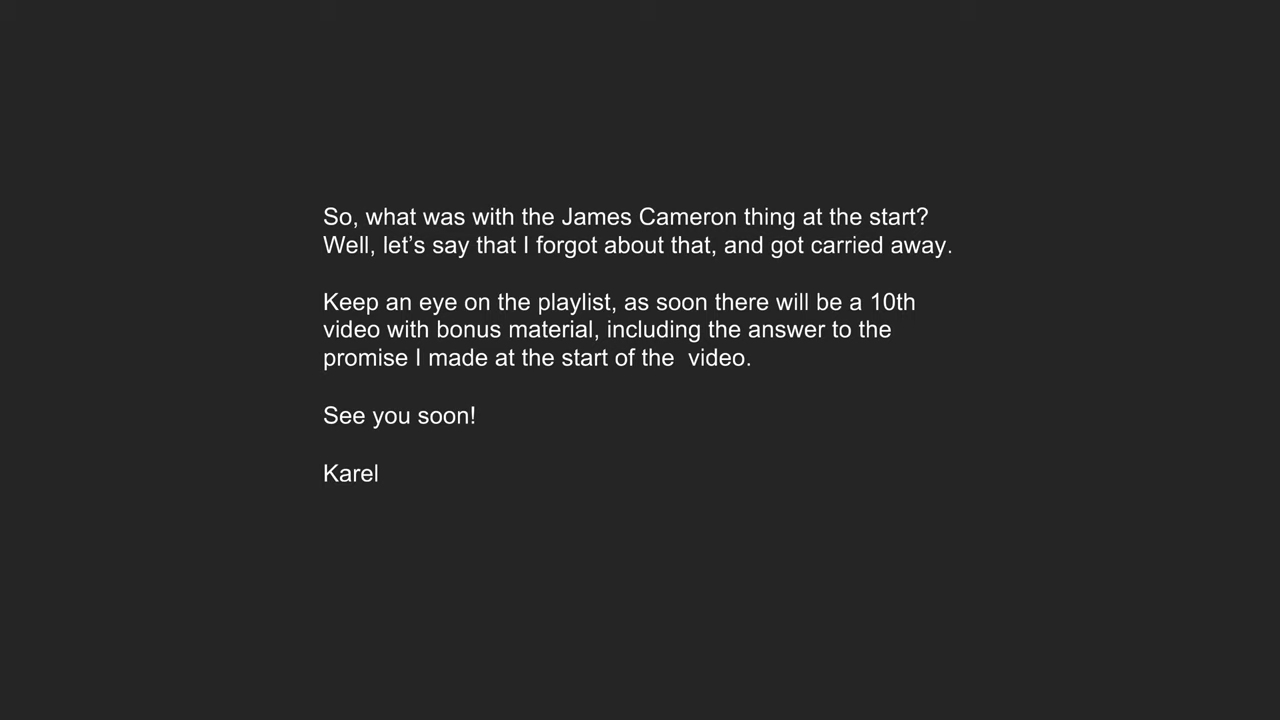 So, what was with the James Cameron thing at the start?
Well, let’s say that I forgot about that, and got carried away.
Keep an eye on the playlist, as soon there will be a 10th
video with bonus material, including the answer to the
promise I made at the start of the  video.
See you soon!
Karel